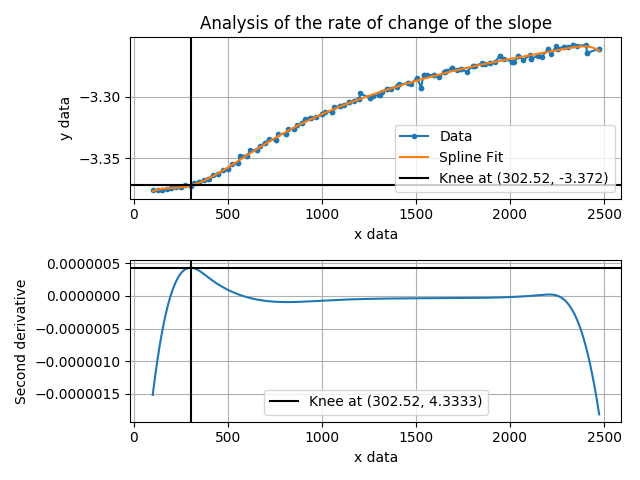 Analysis of the rate of change of the slope
y data
−3.30
−3.35
Data
Spline Fit
Knee at (302.52, -3.372)
0 500 1000 1500 2000 2500
x data
Second derivative
0.0000005
0.0000000
−0.0000005
−0.0000010
−0.0000015
Knee at (302.52, 4.3333)
0 500 1000 1500 2000 2500
x data